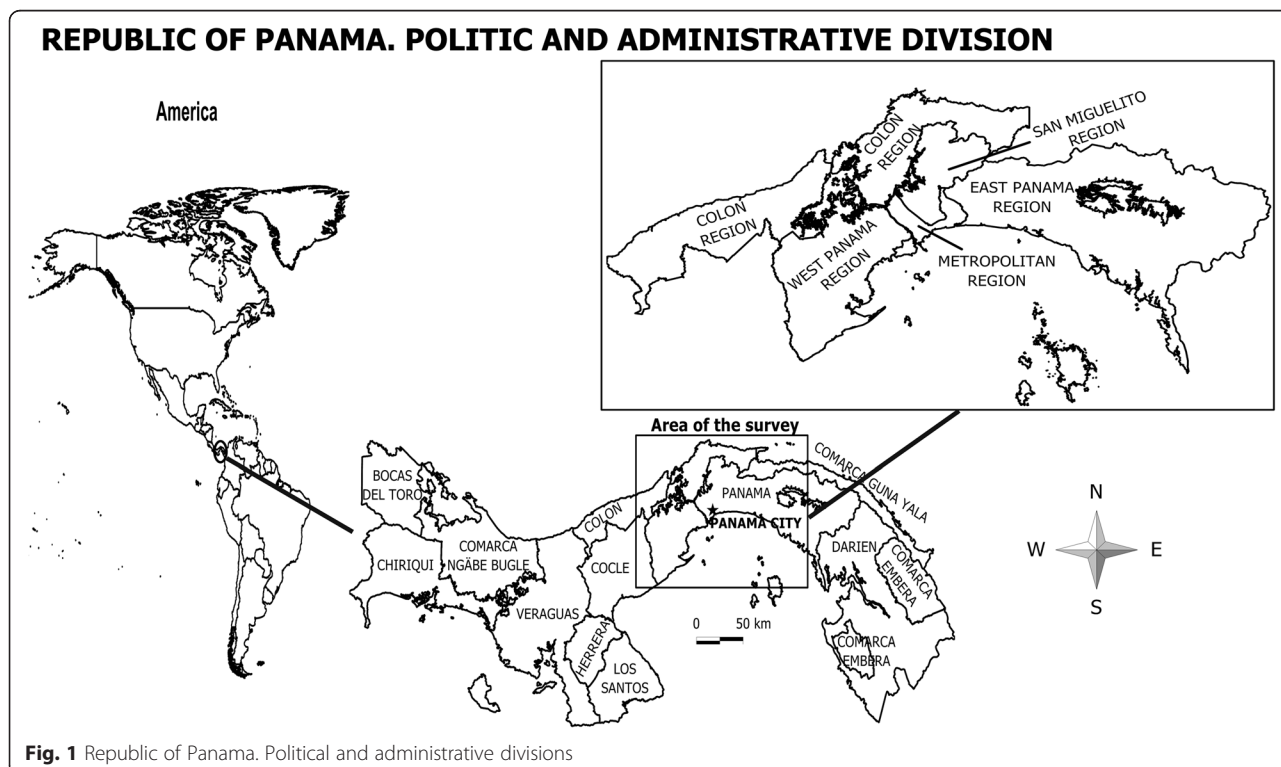 REPUBLIC OF PANAMA. POLITIC AND ADMINISTRATIVE DIVISION
America
COLON
REGION
SAN MIGUELITO
REGION
EAST PANAMA
REGION
COLON
REGION
WEST PANAMA
REGION
METROPOLITAN
REGION
Area of the survey
BOCAS
DEL TORO
COMARCA GUNA YALA
COLON
PANAMA
PANAMA CITY
CHIRIQUI
COMARCA
NGÄBE BUGLE
COCLE
DARIEN
COMARCA
EMBERA
VERAGUAS
HERRERA
LOS
SANTOS
0 50 km
COMARCA
EMBERA
N
W E
S
Fig. 1 Republic of Panama. Political and administrative divisions